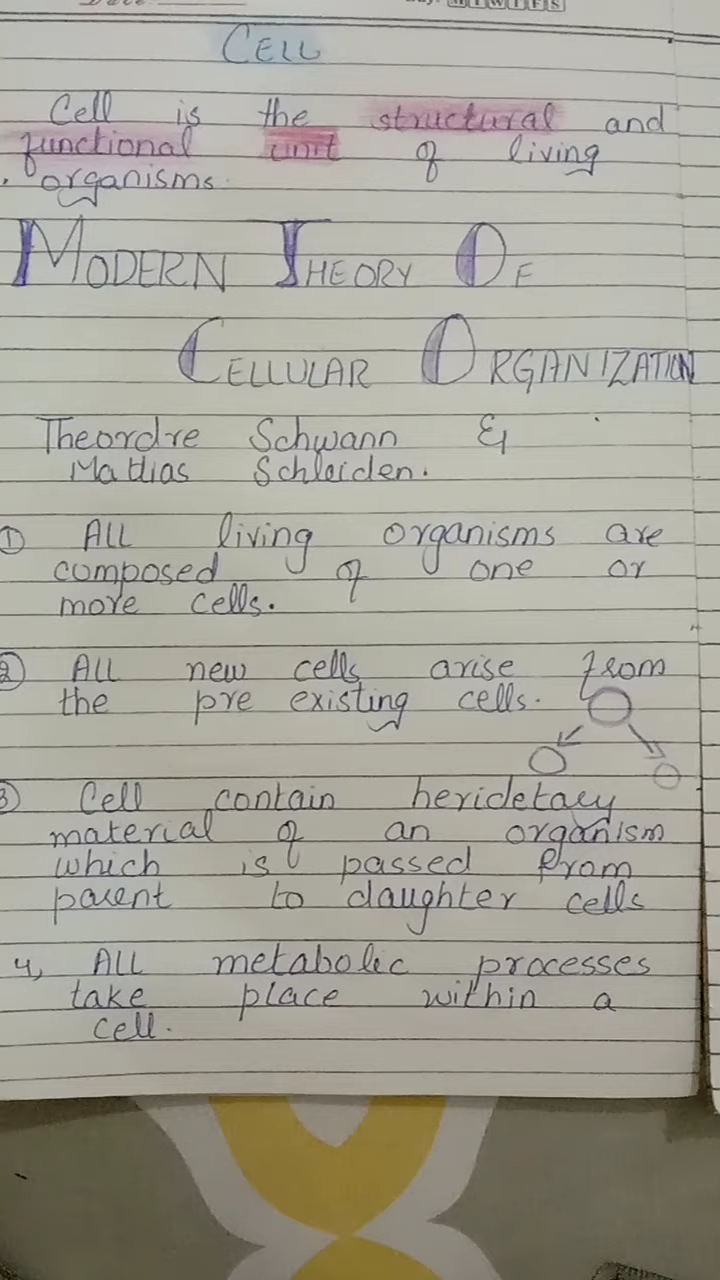 CELL
Cell is the structural and
functional unit of living
organisms.
MODERN THEORY OF
CELLULAR ORGANIZATION
Theordre Schwann &
Matlias Schleiden.
① All living organisms are
composed of one or
more cells.
② All new cells arise from
the pre existing cells.
③ Cell contain heridetary
material of an organism
which is passed from
parent to daughter cells
4, All metabolic processes
take place within a
cell.